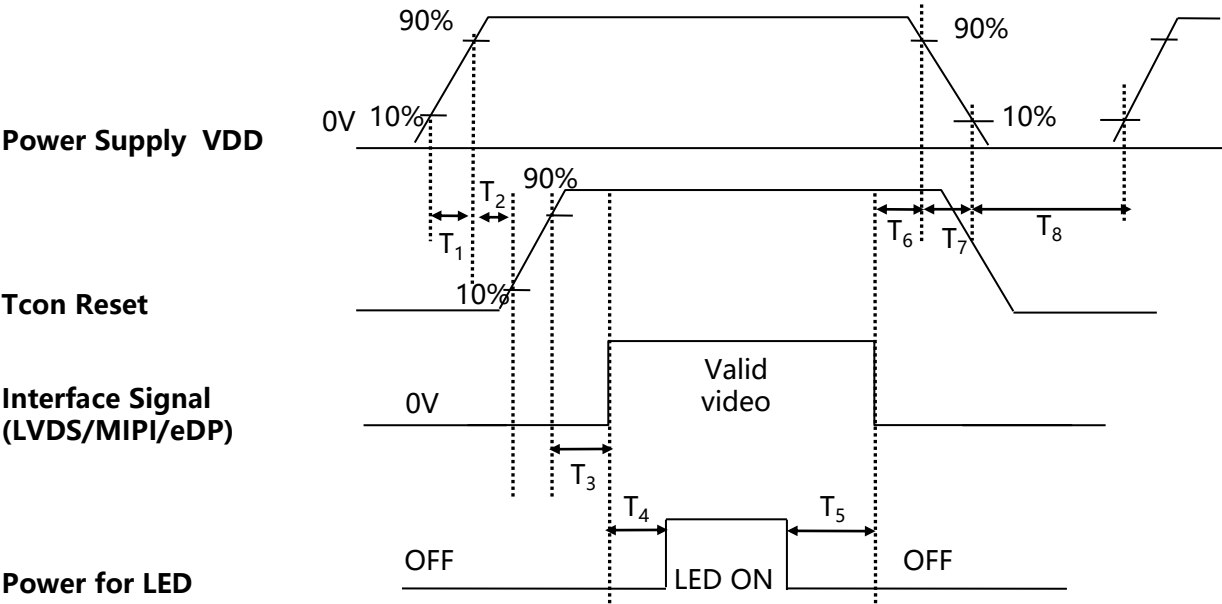 90%
90%
0V 10%
10%
Power Supply VDD
T2
90%
T1
T6
T7
T8
10%
Tcon Reset
Valid
video
Interface Signal
(LVDS/MIPI/eDP)
0V
T3
T4
T5
OFF
OFF
LED ON
Power for LED